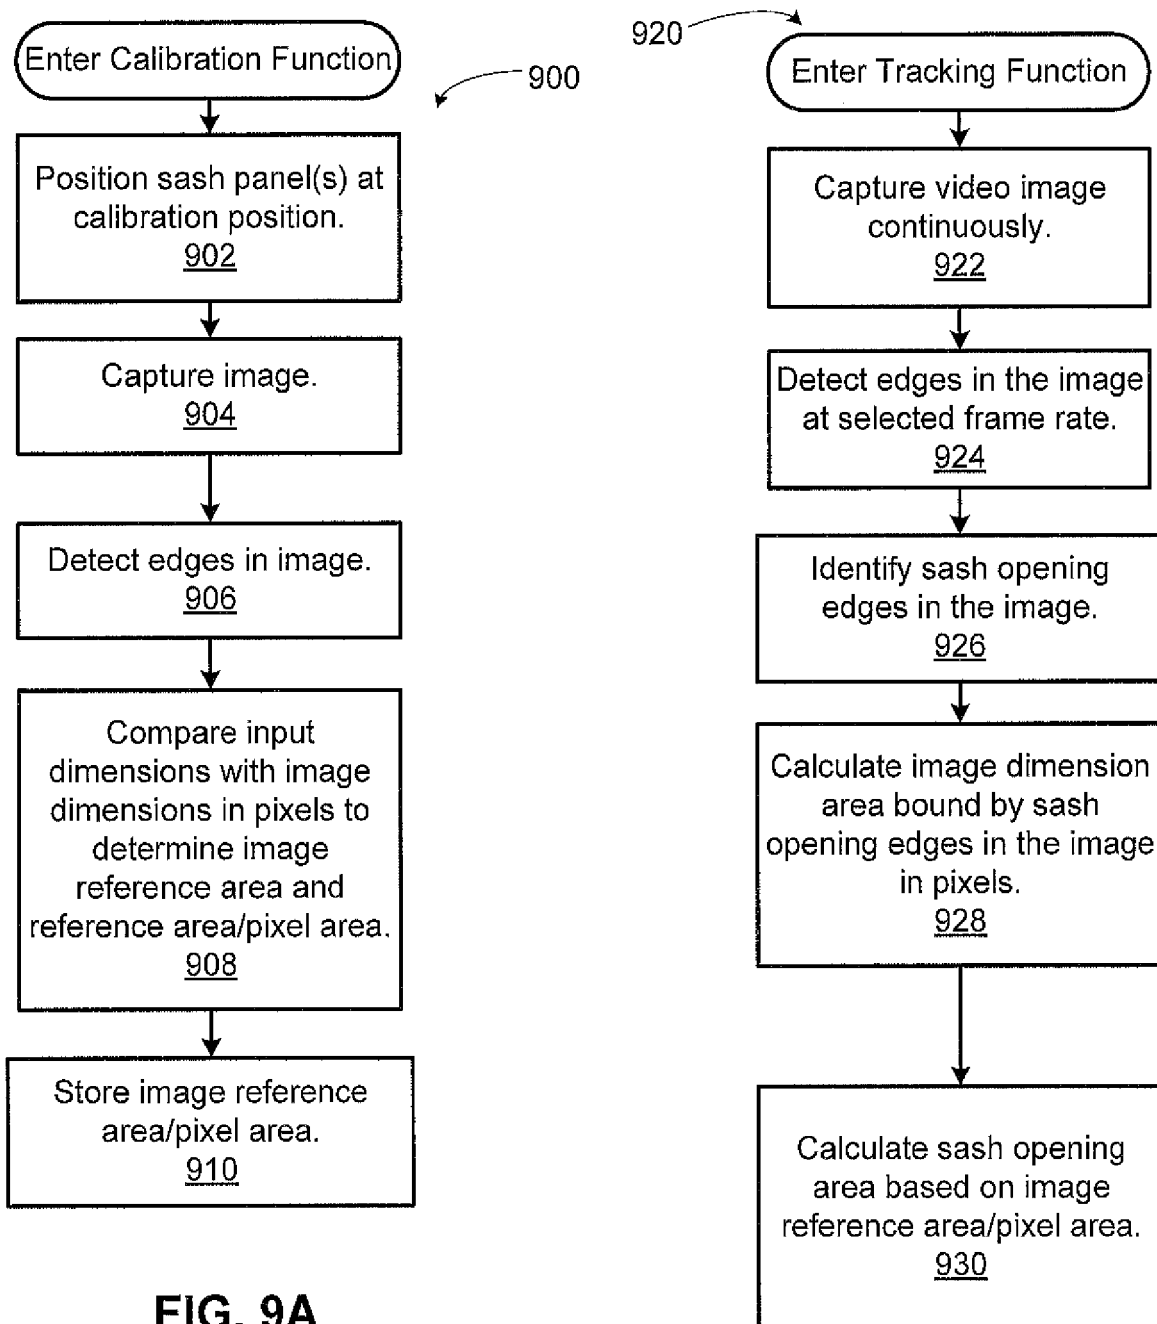 Enter Calibration Function
900
Position sash panel(s) at
calibration position.
902
Capture image.
904
Detect edges in image.
906
Compare input
dimensions with image
dimensions in pixels to
determine image
reference area and
reference area/pixel area.
908
Store image reference
area/pixel area.
910
FIG. 9A
920
Enter Tracking Function
Capture video image
continuously.
922
Detect edges in the image
at selected frame rate.
924
Identify sash opening
edges in the image.
926
Calculate image dimension
area bound by sash
opening edges in the image
in pixels.
928
Calculate sash opening
area based on image
reference area/pixel area.
930